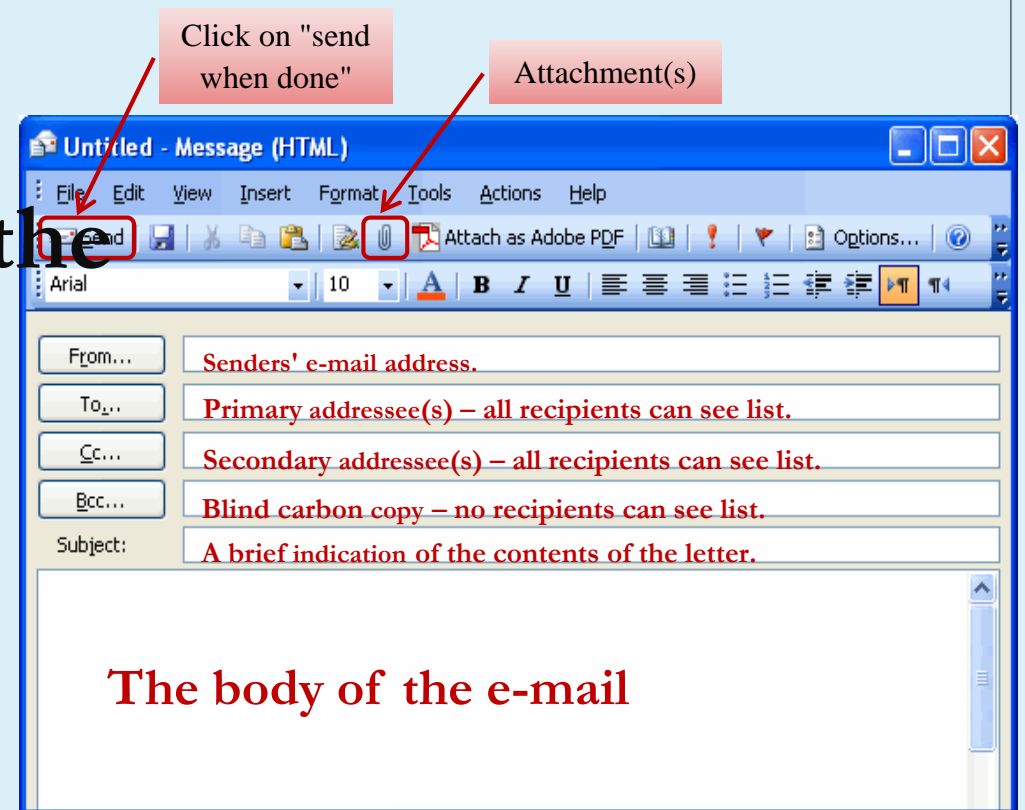 Click on "send
when done"
Attachment(s)
Untitled - Message (HTML)
File Edit View Insert Format Tools Actions Help
the
Send Attach as Adobe PDF Options...
Arial 10 A B I U
From... Senders' e-mail address.
To... Primary addressee(s) – all recipients can see list.
Cc... Secondary addressee(s) – all recipients can see list.
Bcc... Blind carbon copy – no recipients can see list.
Subject: A brief indication of the contents of the letter.
The body of the e-mail